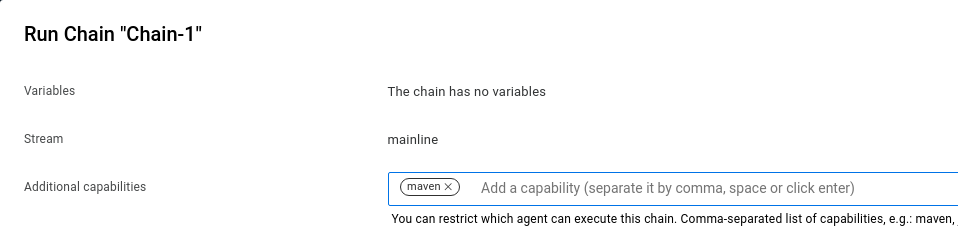 Run Chain "Chain-1"
Variables The chain has no variables
Stream mainline
Additional capabilities maven Add a capability (separate it by comma, space or click enter)
You can restrict which agent can execute this chain. Comma-separated list of capabilities, e.g.: maven,